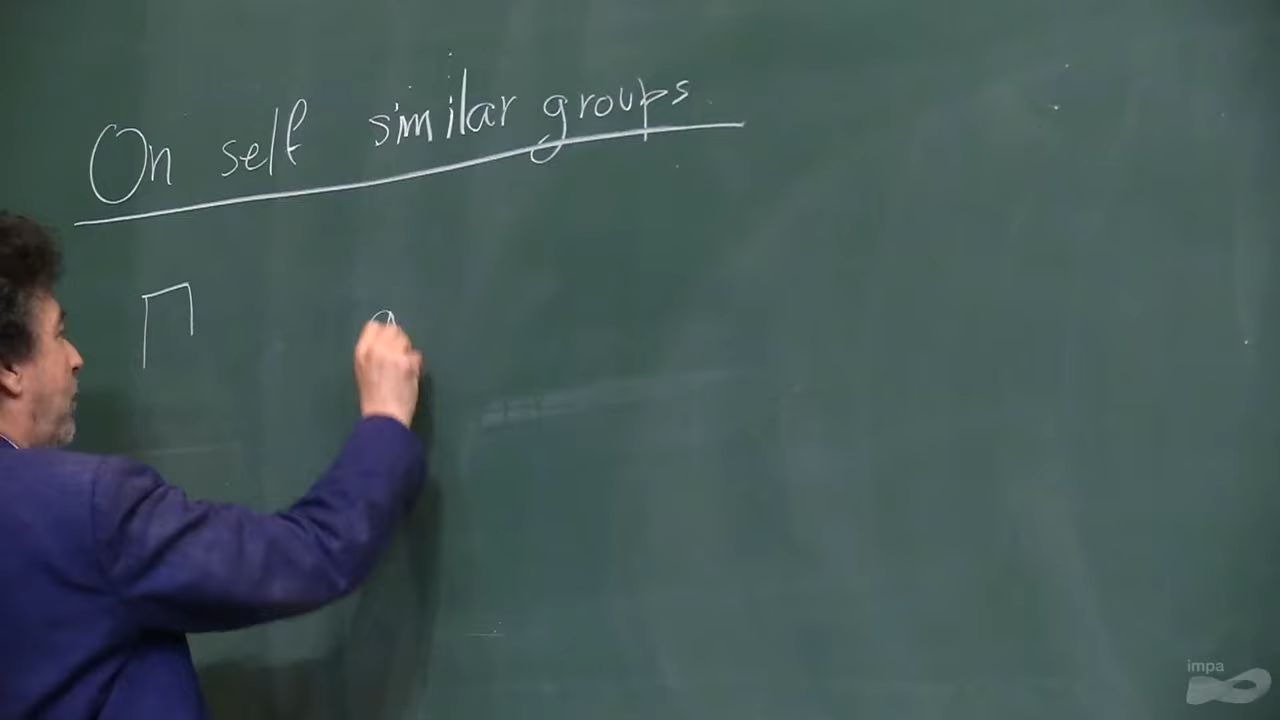 On self similar groups
Γ
impa